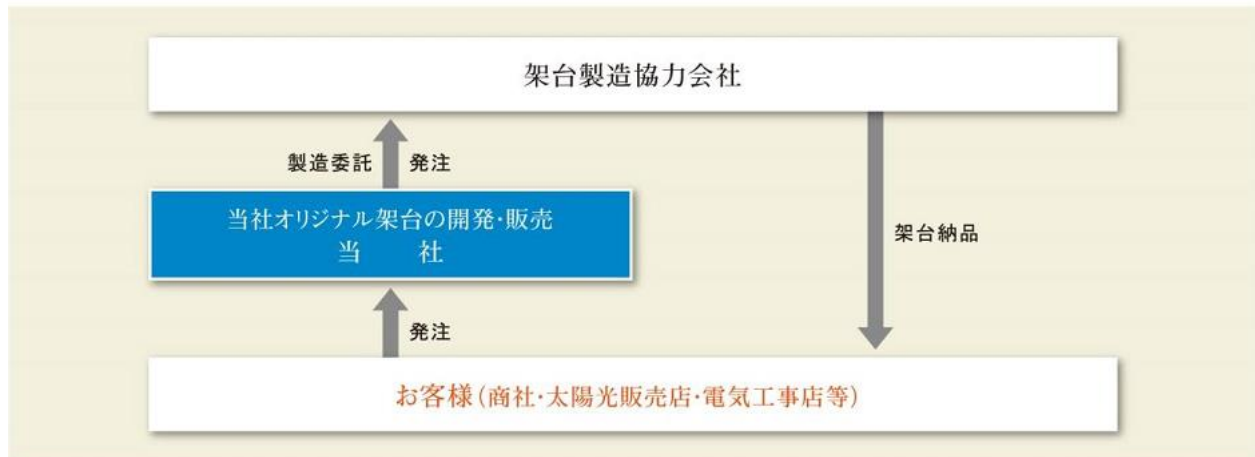 架台製造協力会社
製造委託 発注
当社オリジナル架台の開発・販売
当　　社
架台納品
発注
お客様（商社・太陽光販売店・電気工事店等）